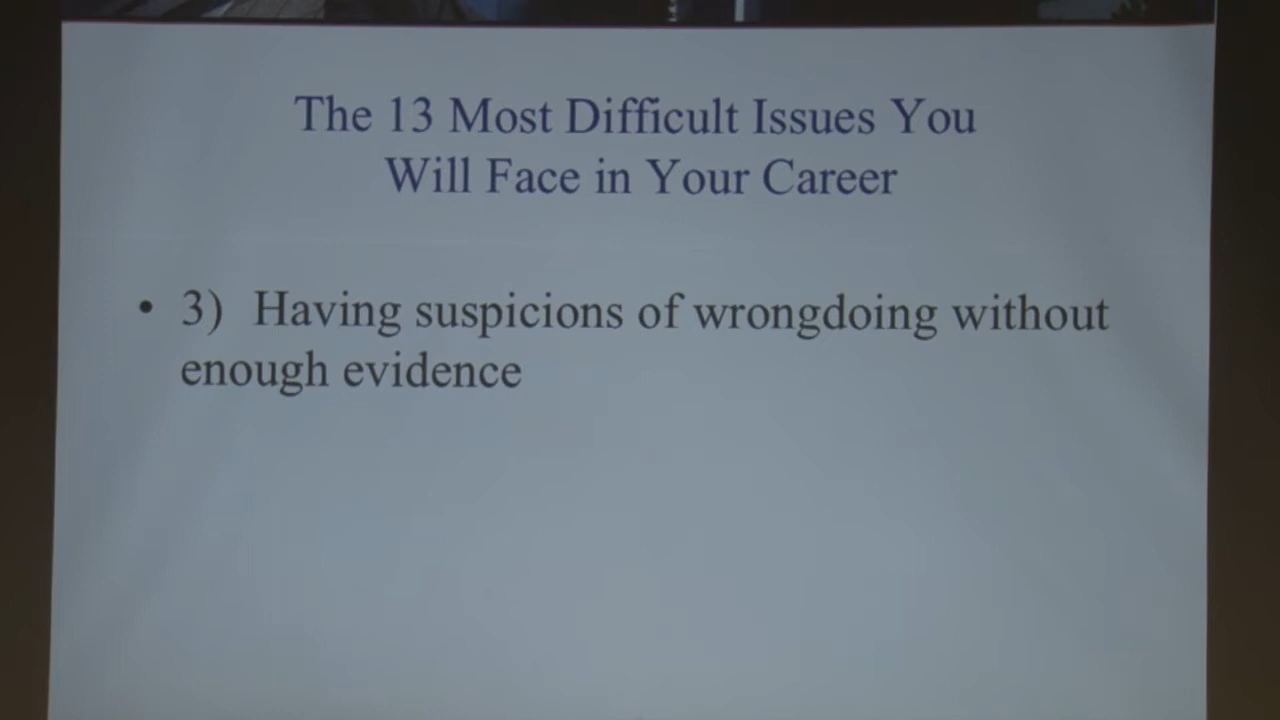 The 13 Most Difficult Issues You
Will Face in Your Career
• 3) Having suspicions of wrongdoing without
enough evidence